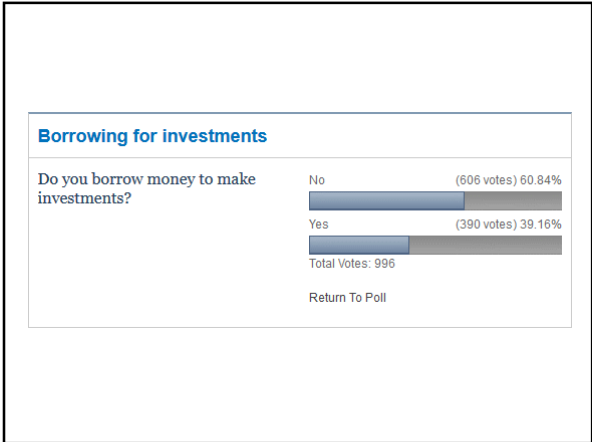 Borrowing for investments
Do you borrow money to make
investments?
No (606 votes) 60.84%
Yes (390 votes) 39.16%
Total Votes: 996
Return To Poll